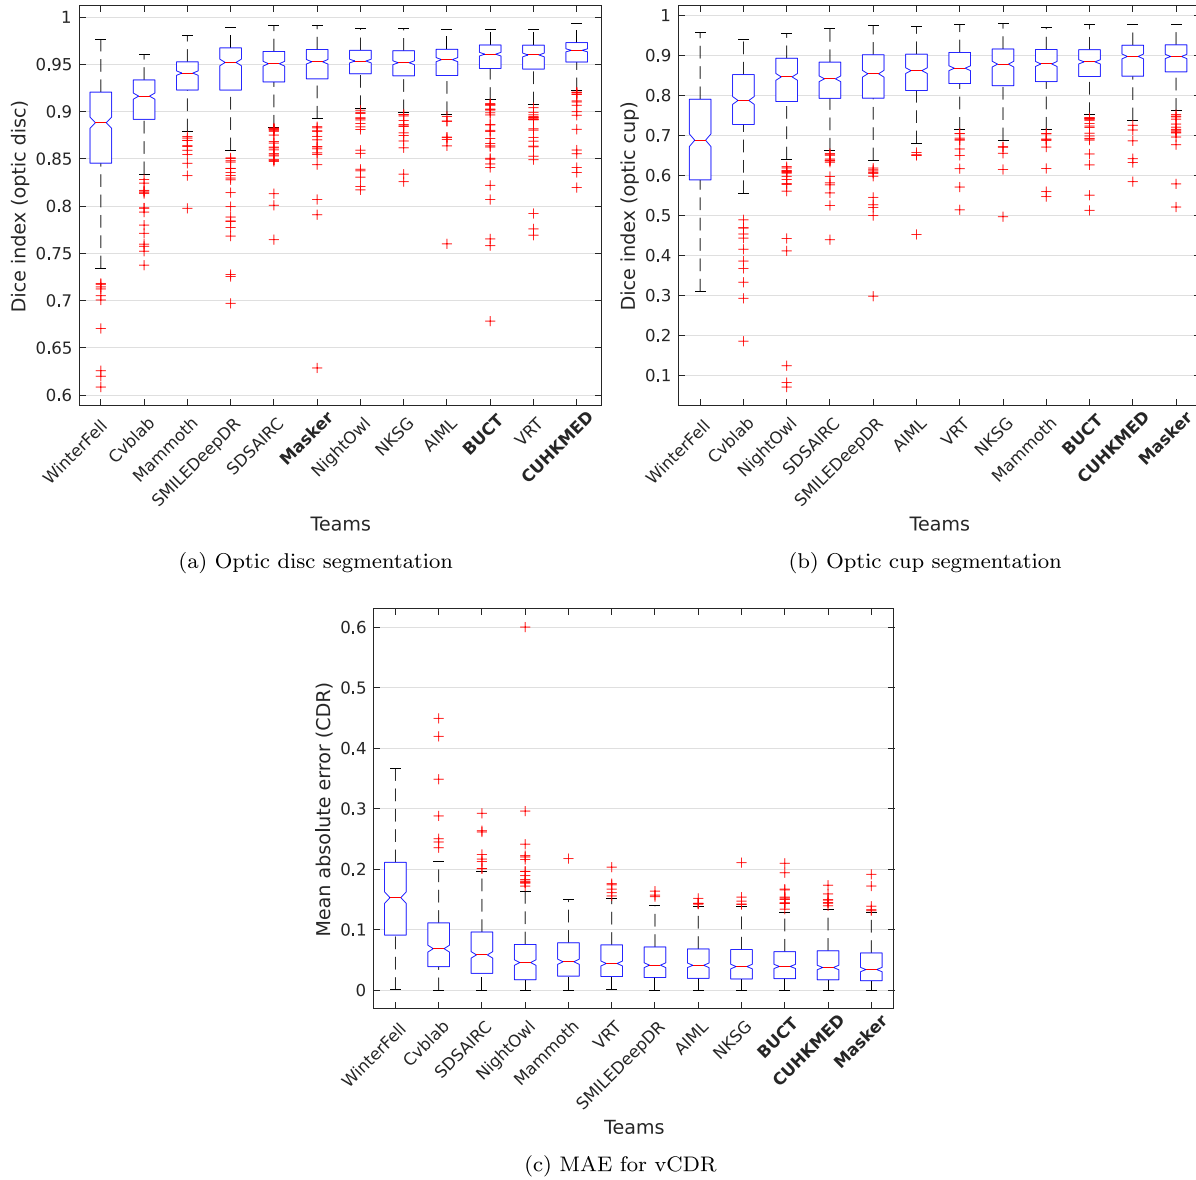 Dice index (optic disc)
1
0.95
0.9
0.85
0.8
0.75
0.7
0.65
0.6
WinterFell
Cvblab
Mammoth
SMILEDeepDR
SDSAIRC
Masker
NightOwl
NKSG
AIML
BUCT
VRT
CUHKMED
Teams
(a) Optic disc segmentation
Dice index (optic cup)
1
0.9
0.8
0.7
0.6
0.5
0.4
0.3
0.2
0.1
WinterFell
Cvblab
NightOwl
SDSAIRC
SMILEDeepDR
AIML
VRT
NKSG
Mammoth
BUCT
CUHKMED
Masker
Teams
(b) Optic cup segmentation
Mean absolute error (CDR)
0.6
0.5
0.4
0.3
0.2
0.1
0
WinterFell
Cvblab
SDSAIRC
NightOwl
Mammoth
VRT
SMILEDeepDR
AIML
NKSG
BUCT
CUHKMED
Masker
Teams
(c) MAE for vCDR